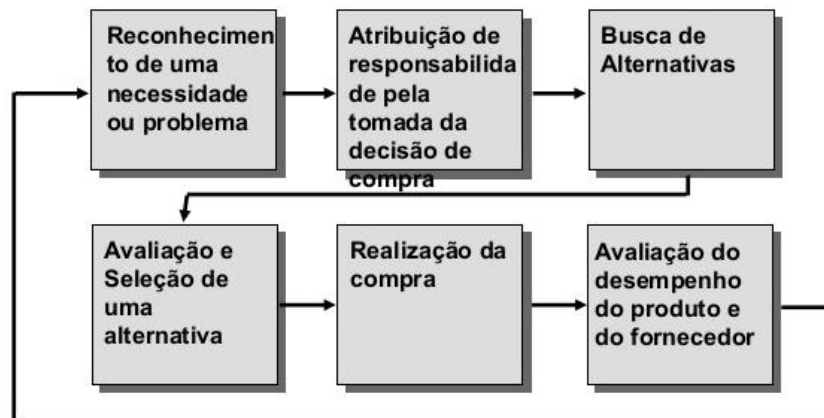 Reconhecimen
to de uma
necessidade
ou problema
Atribuição de
responsabilida
de pela
tomada da
decisão de
compra
Busca de
Alternativas
Avaliação e
Seleção de
uma
alternativa
Realização da
compra
Avaliação do
desempenho
do produto e
do fornecedor